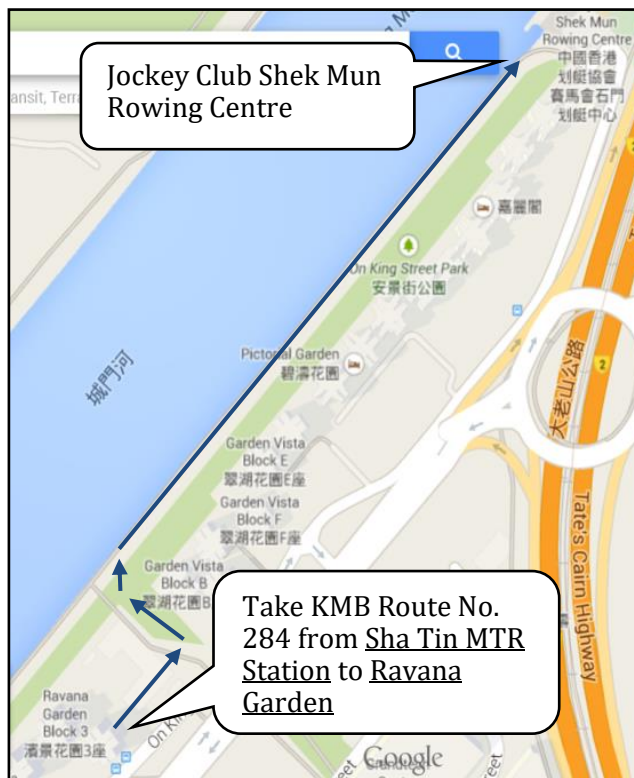 Shek Mun
Rowing Centre
中國香港
划艇協會
賽馬會石門
划艇中心
Jockey Club Shek Mun
Rowing Centre
ansit, Terra
嘉麗閣
On King Street Park
安景街公園
大老山公路
2
城門河
Pictorial Garden
碧濤花園
Garden Vista
Block E
翠湖花園E座
Garden Vista
Block F
翠湖花園F座
Tate's Cairn Highway
Garden Vista
Block B
翠湖花園B
Take KMB Route No.
284 from Sha Tin MTR
Station to Ravana
Garden
Ravana
Garden
Block 3
濱景花園3座
On Ki
Google